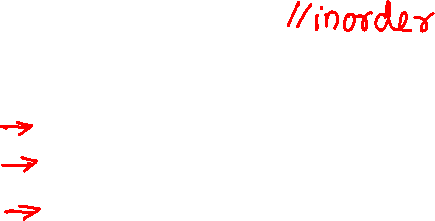 //inorder
→
→
→